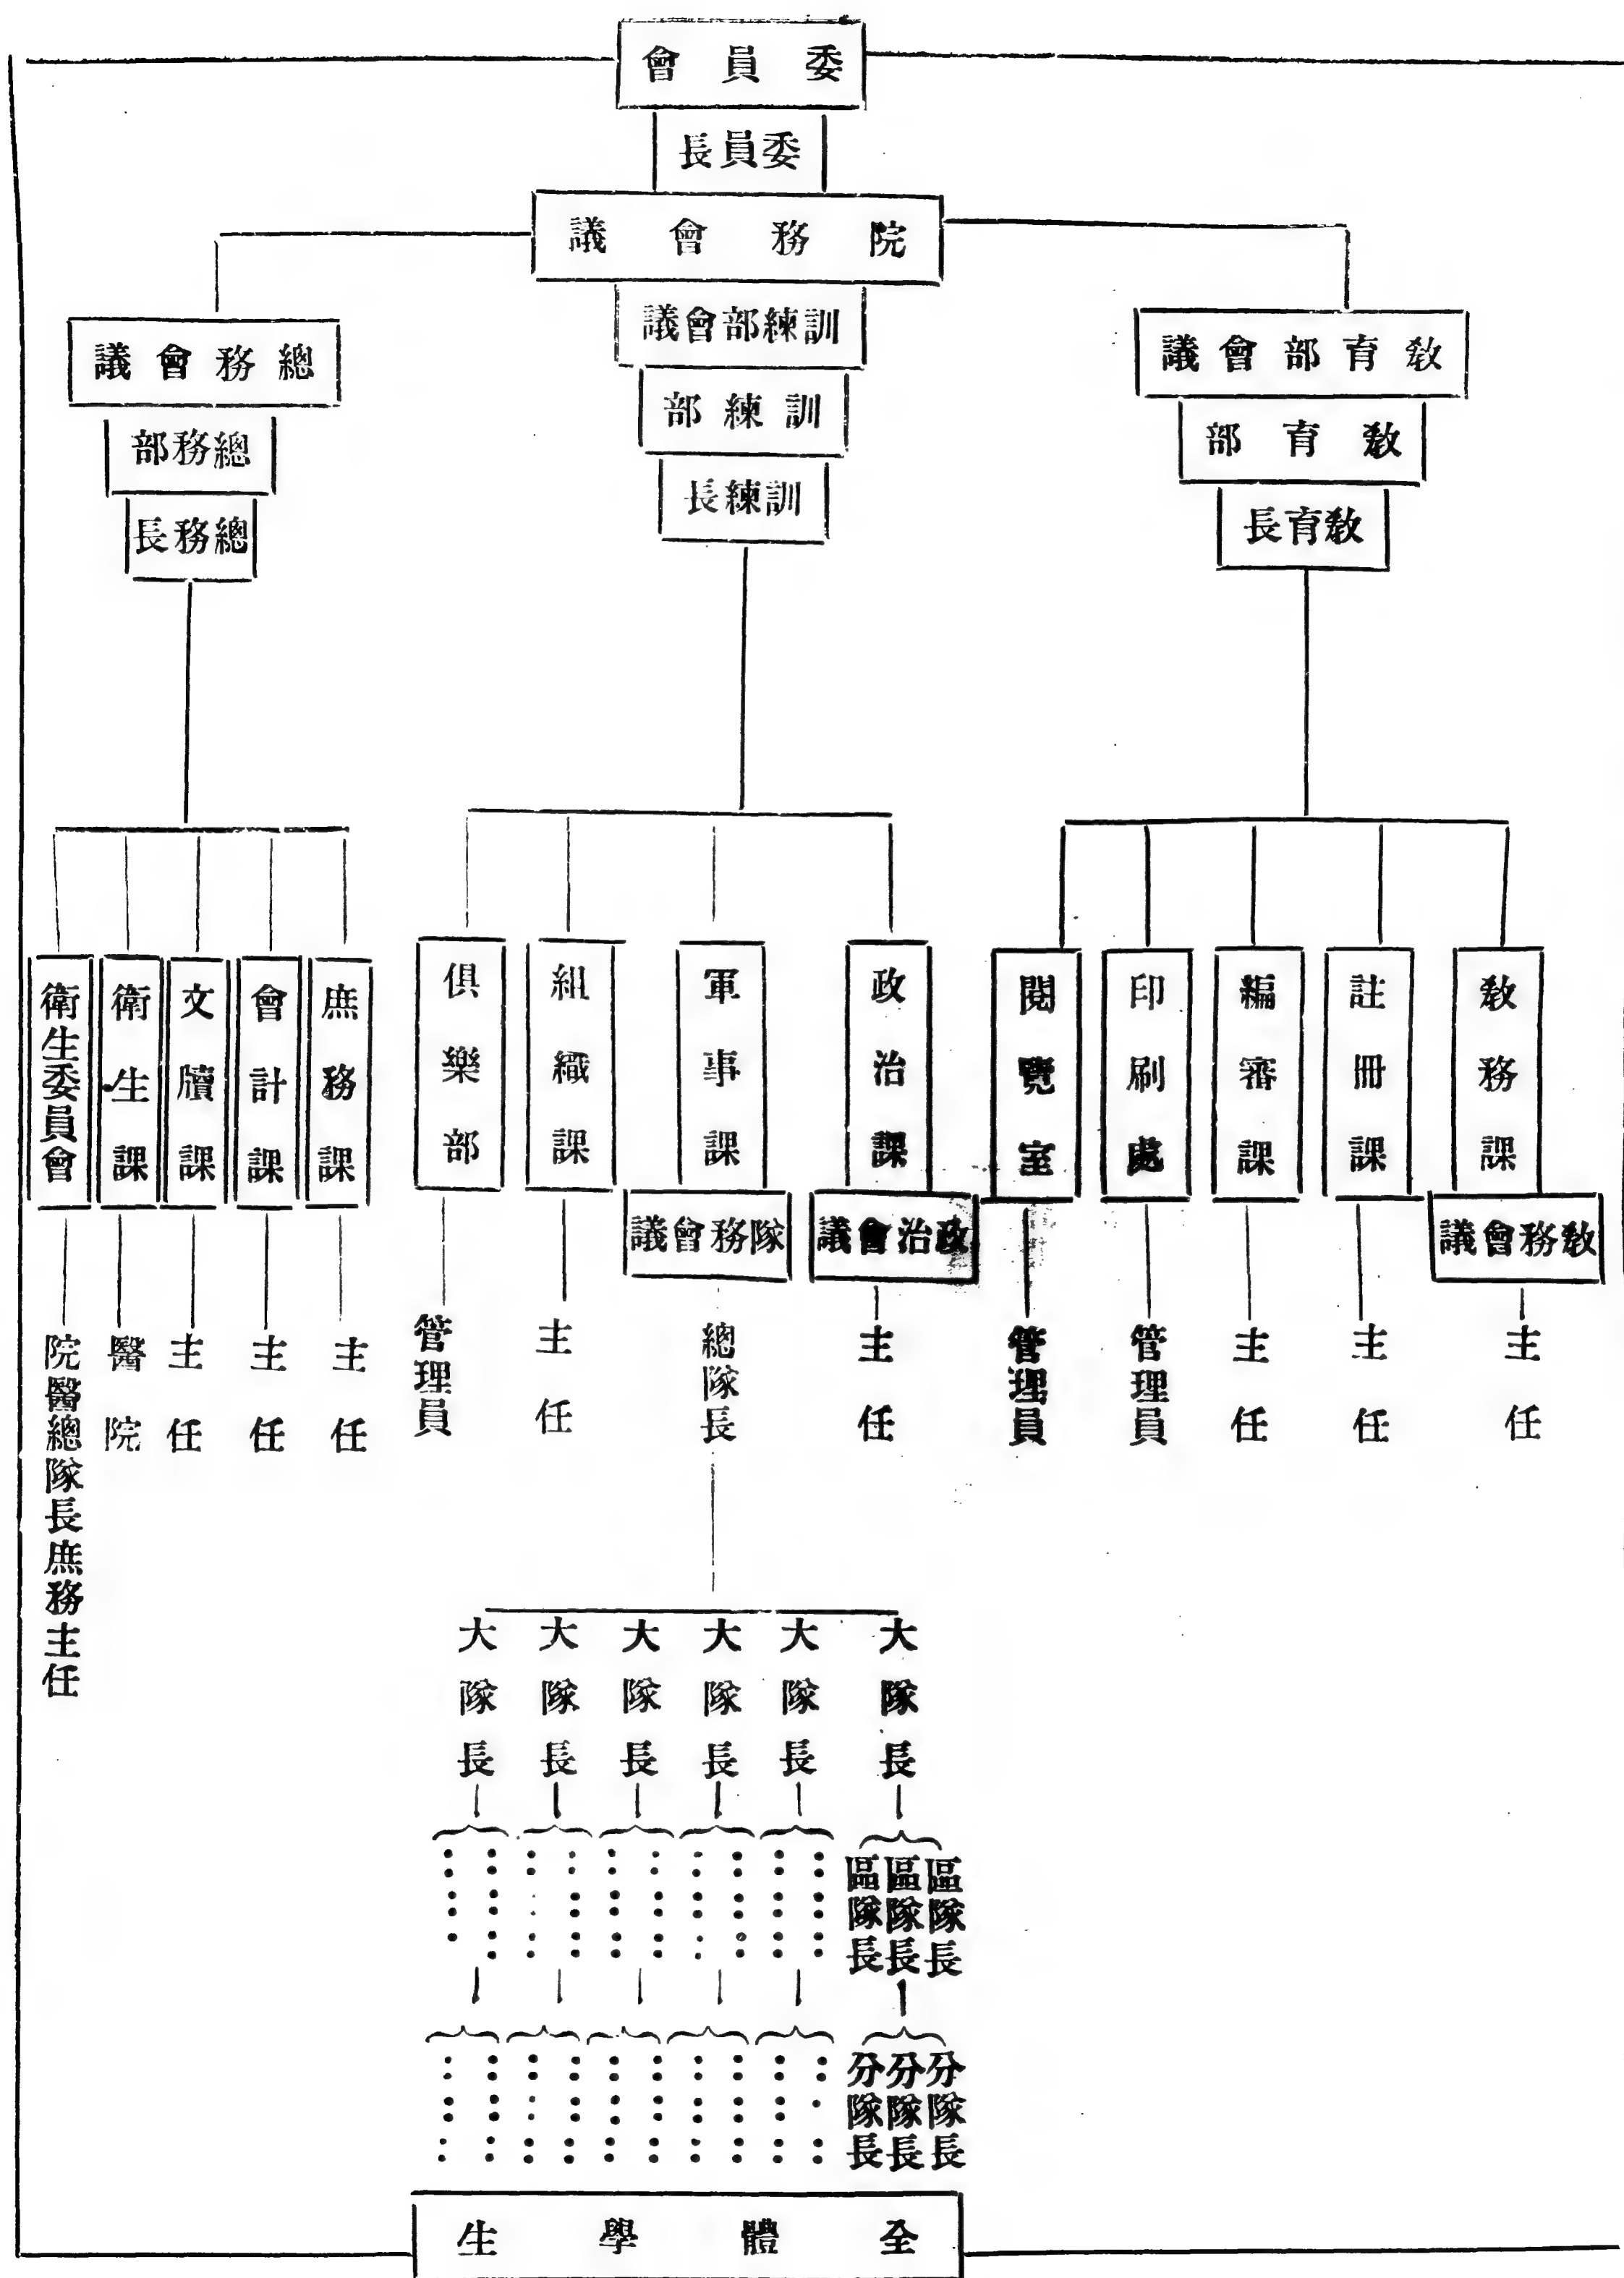 委員會
委員長
院務會議
訓練部會議
訓練部
訓練長
教育部會議
教育部
教育長
總務會議
總務部
總務長
教務課
教務會議
主任
註冊課
主任
編審課
主任
印刷處
管理員
閱覽室
管理員
政治課
政治會議
主任
軍事課
隊務會議
總隊長
組織課
主任
俱樂部
管理員
庶務課
主任
會計課
主任
文牘課
主任
衛生課
醫院
衛生委員會
院醫總隊長庶務主任
大隊長
大隊長
大隊長
大隊長
大隊長
大隊長
區隊長
區隊長
區隊長
分隊長
分隊長
分隊長
全體學生